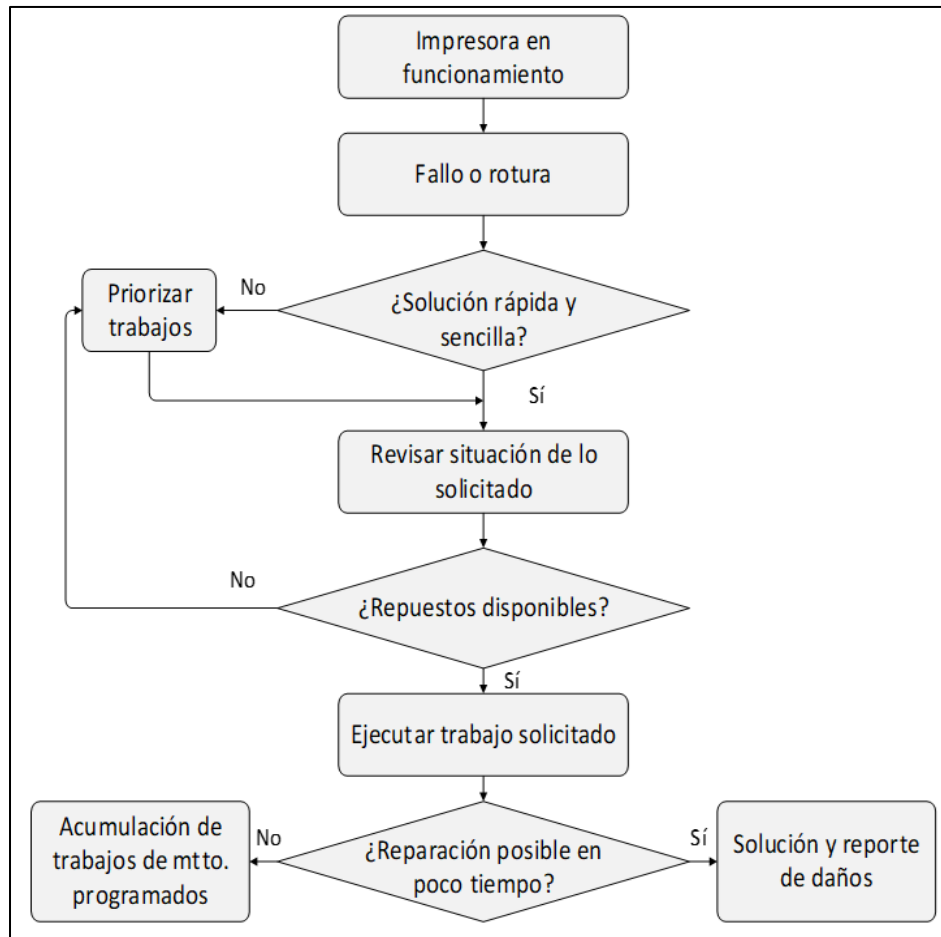 Impresora en
funcionamiento
Fallo o rotura
¿Solución rápida y
sencilla?
No
Priorizar
trabajos
Sí
Revisar situación de lo
solicitado
¿Repuestos disponibles?
No
Sí
Ejecutar trabajo solicitado
¿Reparación posible en
poco tiempo?
No
Acumulación de
trabajos de mtto.
programados
Sí
Solución y reporte
de daños